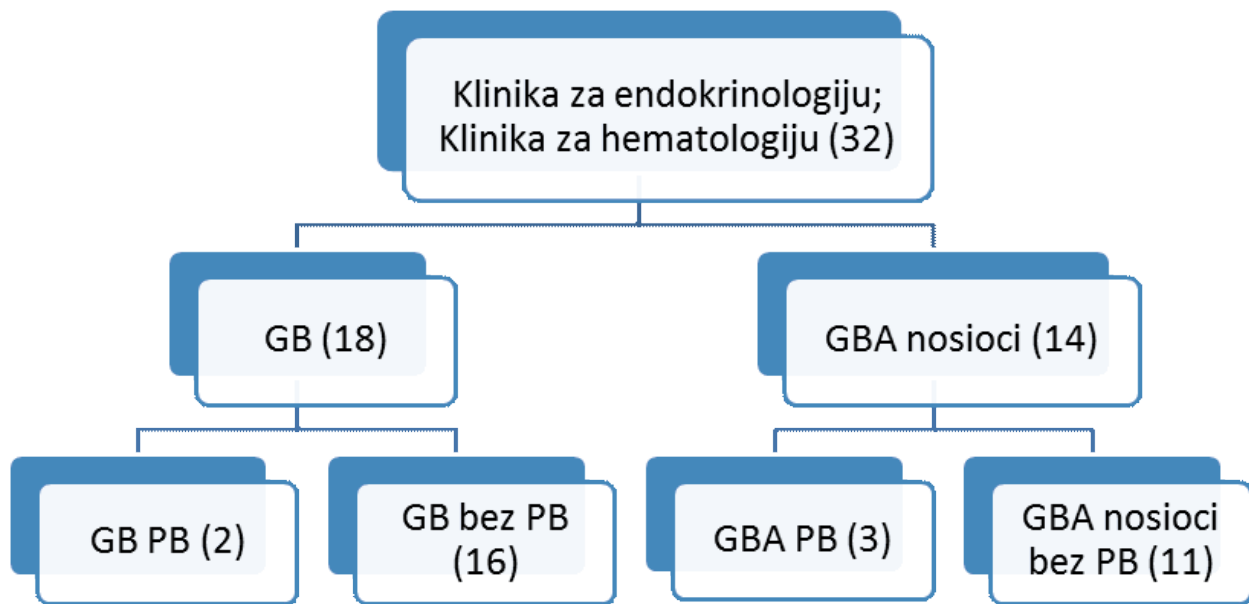 Klinika za endokrinologiju;
Klinika za hematologiju (32)
GB (18)
GBA nosioci (14)
GB PB (2)
GB bez PB
(16)
GBA PB (3)
GBA nosioci
bez PB (11)